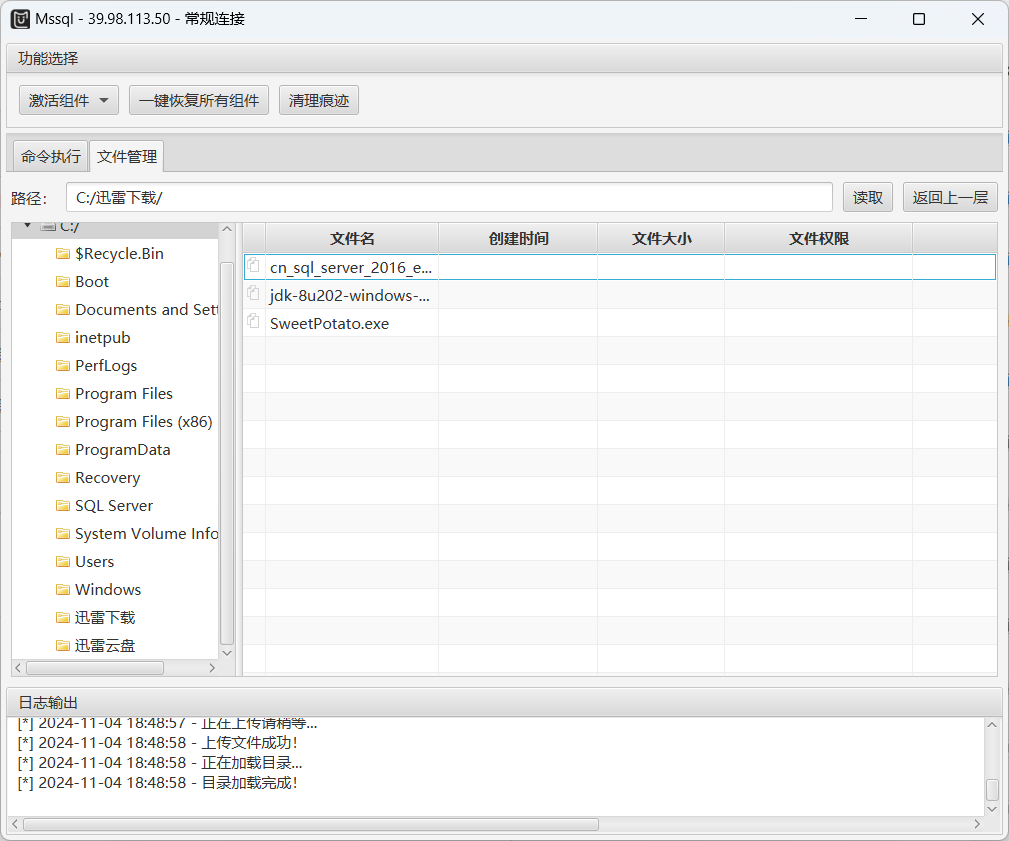 Mssql - 39.98.113.50 - 常规连接
功能选择
激活组件 一键恢复所有组件 清理痕迹
命令执行 文件管理
路径: C:/迅雷下载/ 读取 返回上一层
C:/
$Recycle.Bin
Boot
Documents and Sett
inetpub
PerfLogs
Program Files
Program Files (x86)
ProgramData
Recovery
SQL Server
System Volume Info
Users
Windows
迅雷下载
迅雷云盘
文件名 创建时间 文件大小 文件权限
cn_sql_server_2016_e...
jdk-8u202-windows-...
SweetPotato.exe
日志输出
[*] 2024-11-04 18:48:57 - 正在上传请稍等...
[*] 2024-11-04 18:48:58 - 上传文件成功!
[*] 2024-11-04 18:48:58 - 正在加载目录...
[*] 2024-11-04 18:48:58 - 目录加载完成!